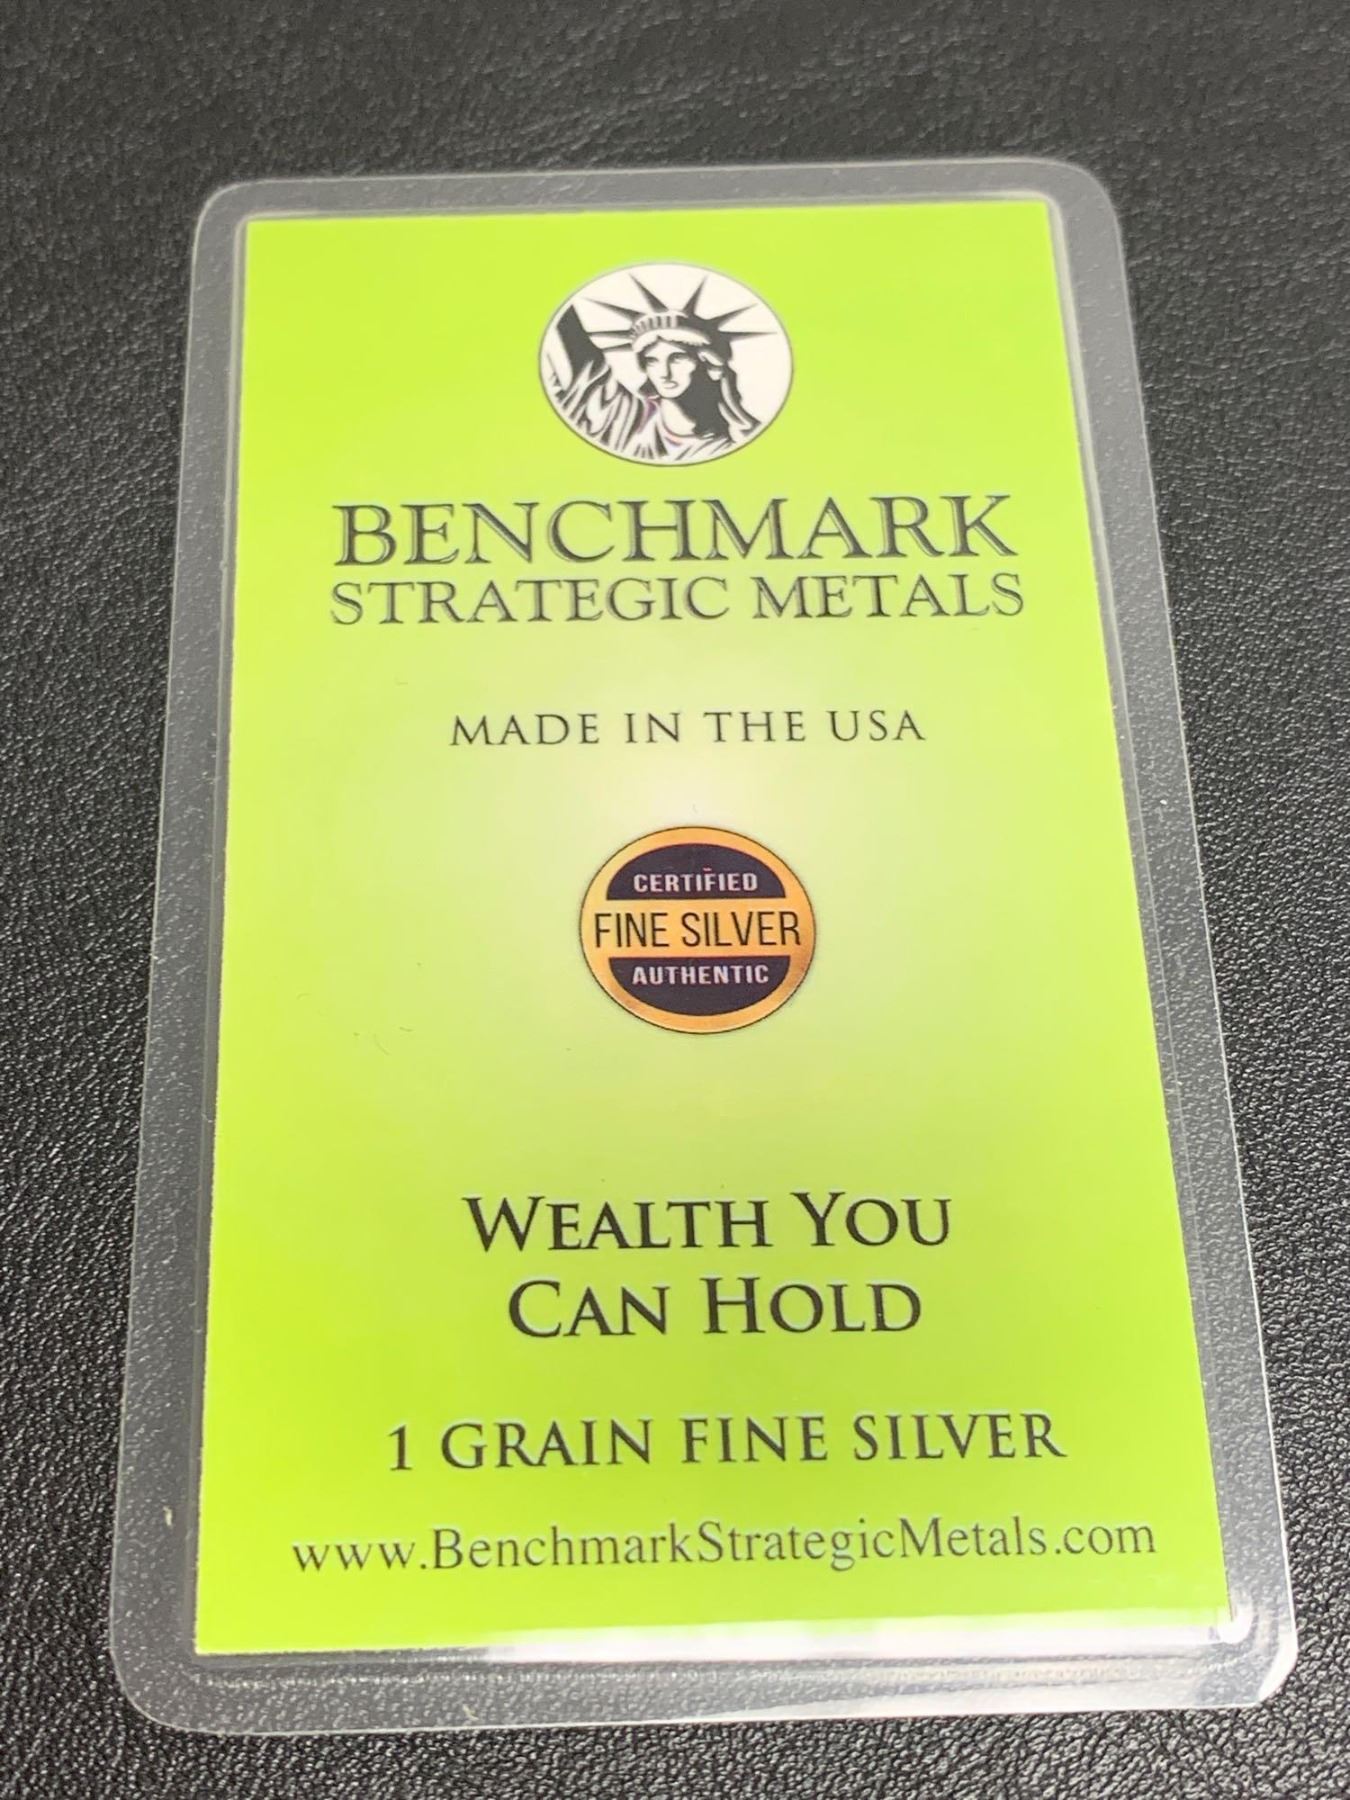 BENCHMARK
STRATEGIC METALS
MADE IN THE USA
CERTIFIED
FINE SILVER
AUTHENTIC
WEALTH YOU
CAN HOLD
1 GRAIN FINE SILVER
www.BenchmarkStrategicMetals.com